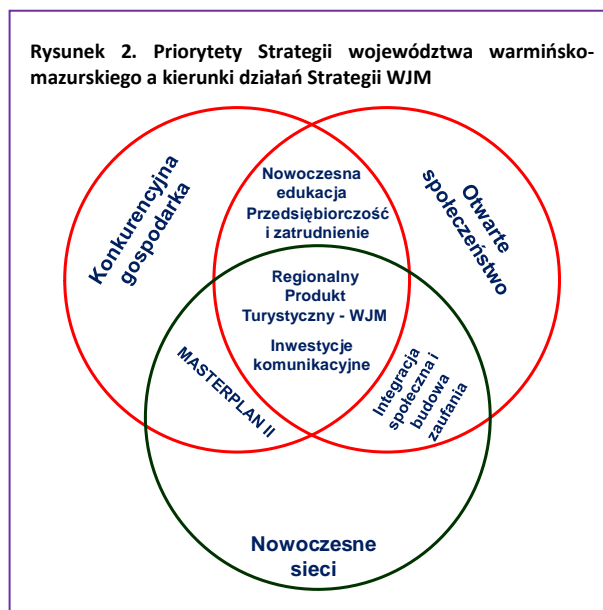 Rysunek 2. Priorytety Strategii województwa warmińsko-
mazurskiego a kierunki działań Strategii WJM
Konkurencyjna
gospodarka
Nowoczesna
edukacja
Przedsiębiorczość
i zatrudnienie
Otwarte
społeczeństwo
Regionalny
Produkt
Turystyczny - WJM
Inwestycje
komunikacyjne
MASTERPLAN II
Integracja
społeczna i
budowa
zaufania
Nowoczesne
sieci